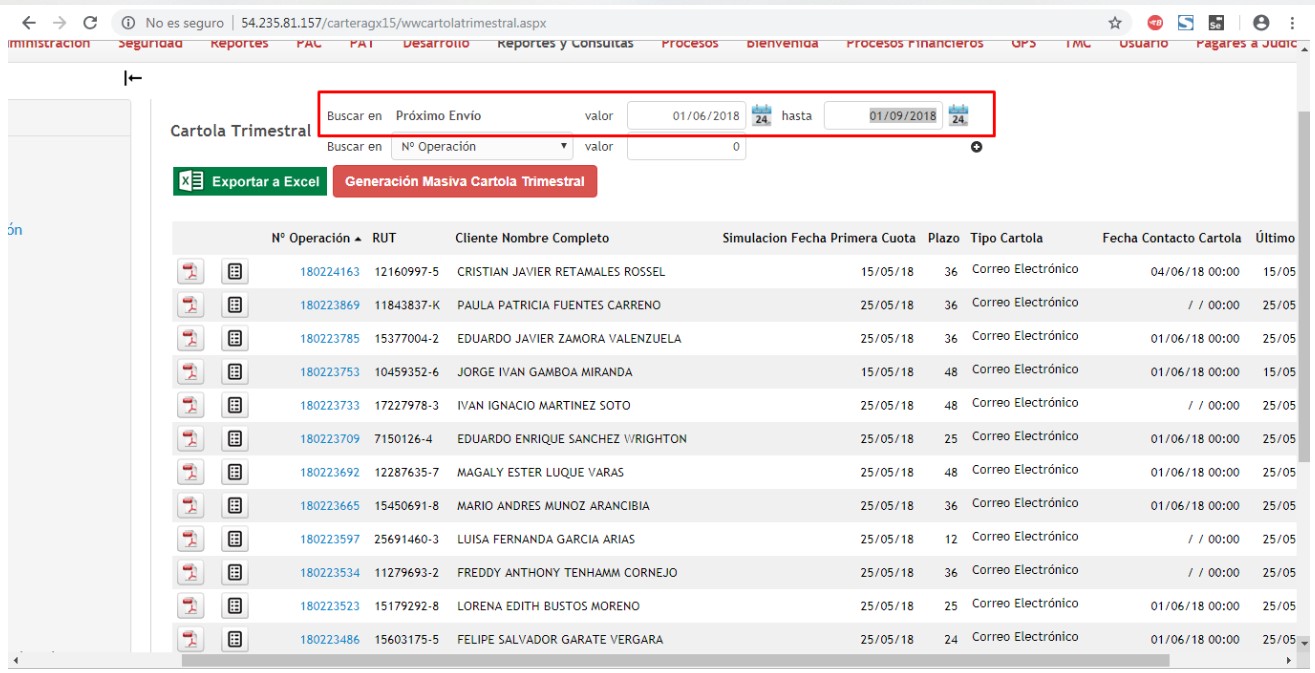 No es seguro | 54.235.81.157/carteragx15/wwcartolatrimestral.aspx
ministración Seguridad Reportes PAC PAT Desarrollo Reportes y Consultas Procesos Bienvenida Procesos Financieros GPS TMC Usuario Pagares a Judic
Buscar en Próximo Envío valor 01/06/2018 24 hasta 01/09/2018 24
Cartola Trimestral
Buscar en Nº Operación valor 0
Exportar a Excel Generación Masiva Cartola Trimestral
ón
Nº Operación RUT Cliente Nombre Completo Simulacion Fecha Primera Cuota Plazo Tipo Cartola Fecha Contacto Cartola Último
180224163 12160997-5 CRISTIAN JAVIER RETAMALES ROSSEL 15/05/18 36 Correo Electrónico 04/06/18 00:00 15/05
180223869 11843837-K PAULA PATRICIA FUENTES CARRENO 25/05/18 36 Correo Electrónico / / 00:00 25/05
180223785 15377004-2 EDUARDO JAVIER ZAMORA VALENZUELA 25/05/18 36 Correo Electrónico 01/06/18 00:00 25/05
180223753 10459352-6 JORGE IVAN GAMBOA MIRANDA 15/05/18 48 Correo Electrónico 01/06/18 00:00 15/05
180223733 17227978-3 IVAN IGNACIO MARTINEZ SOTO 25/05/18 48 Correo Electrónico / / 00:00 25/05
180223709 7150126-4 EDUARDO ENRIQUE SANCHEZ WRIGHTON 25/05/18 25 Correo Electrónico 01/06/18 00:00 25/05
180223692 12287635-7 MAGALY ESTER LUQUE VARAS 25/05/18 48 Correo Electrónico 01/06/18 00:00 25/05
180223665 15450691-8 MARIO ANDRES MUNOZ ARANCIBIA 25/05/18 36 Correo Electrónico 01/06/18 00:00 25/05
180223597 25691460-3 LUISA FERNANDA GARCIA ARIAS 25/05/18 12 Correo Electrónico / / 00:00 25/05
180223534 11279693-2 FREDDY ANTHONY TENHAMM CORNEJO 25/05/18 36 Correo Electrónico / / 00:00 25/05
180223523 15179292-8 LORENA EDITH BUSTOS MORENO 25/05/18 25 Correo Electrónico 01/06/18 00:00 25/05
180223486 15603175-5 FELIPE SALVADOR GARATE VERGARA 25/05/18 24 Correo Electrónico 01/06/18 00:00 25/05